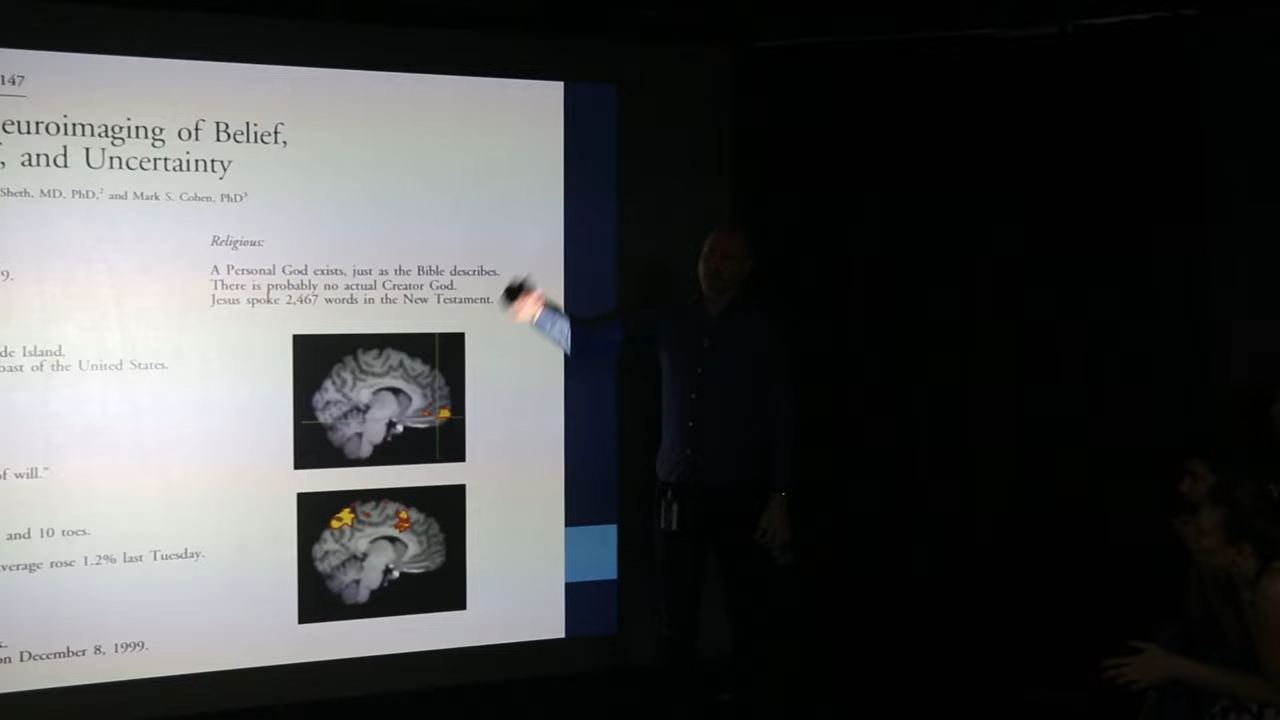 147
euroimaging of Belief,
, and Uncertainty
Sheth, MD, PhD,² and Mark S. Cohen, PhD³
Religious:
9.
A Personal God exists, just as the Bible describes.
There is probably no actual Creator God.
Jesus spoke 2,467 words in the New Testament.
de Island.
oast of the United States.
f will."
and 10 toes.
verage rose 1.2% last Tuesday.
n December 8, 1999.